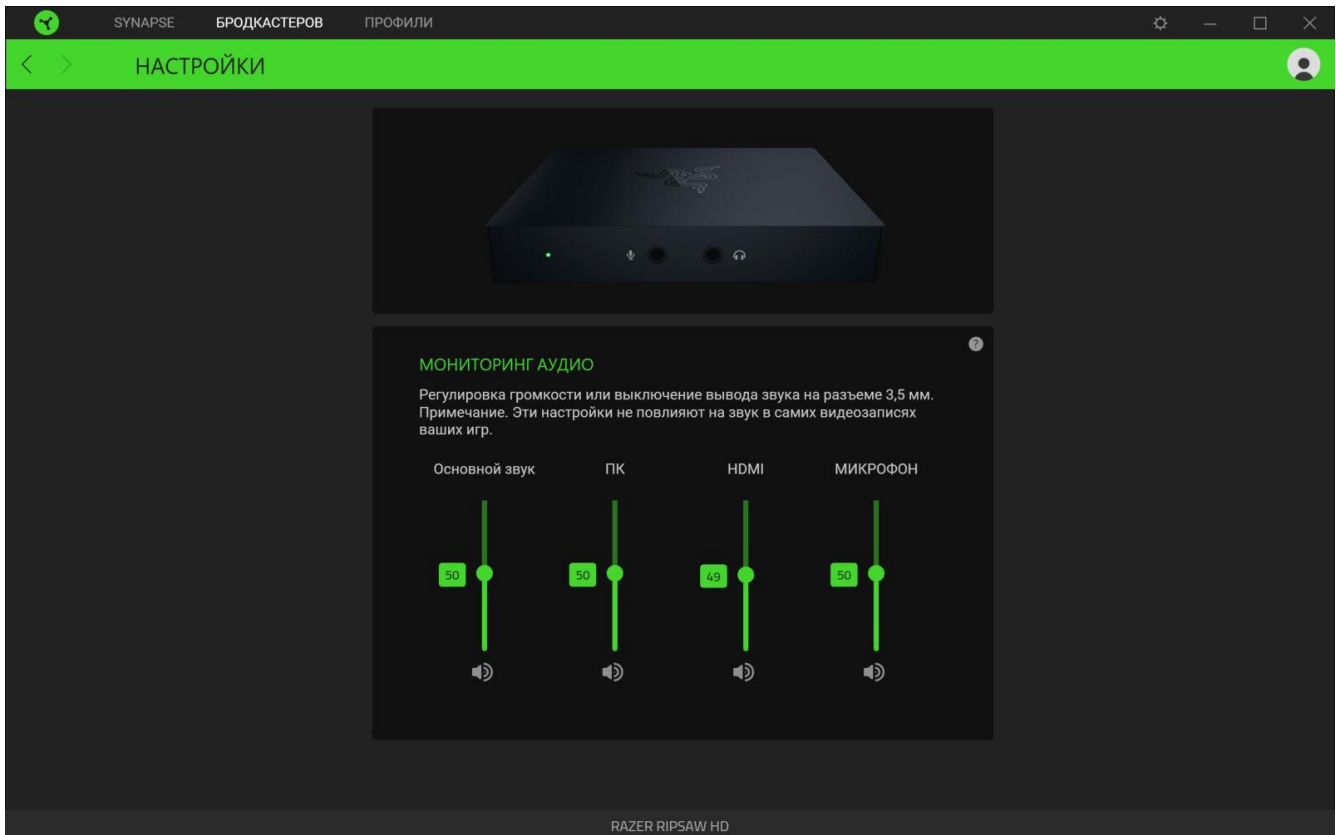 SYNAPSE БРОДКАСТЕРОВ ПРОФИЛИ
НАСТРОЙКИ
?
МОНИТОРИНГ АУДИО
Регулировка громкости или выключение вывода звука на разъеме 3,5 мм.
Примечание. Эти настройки не повлияют на звук в самих видеозаписях
ваших игр.
Основной звук ПК HDMI МИКРОФОН
50 50 49 50
RAZER RIPSAW HD